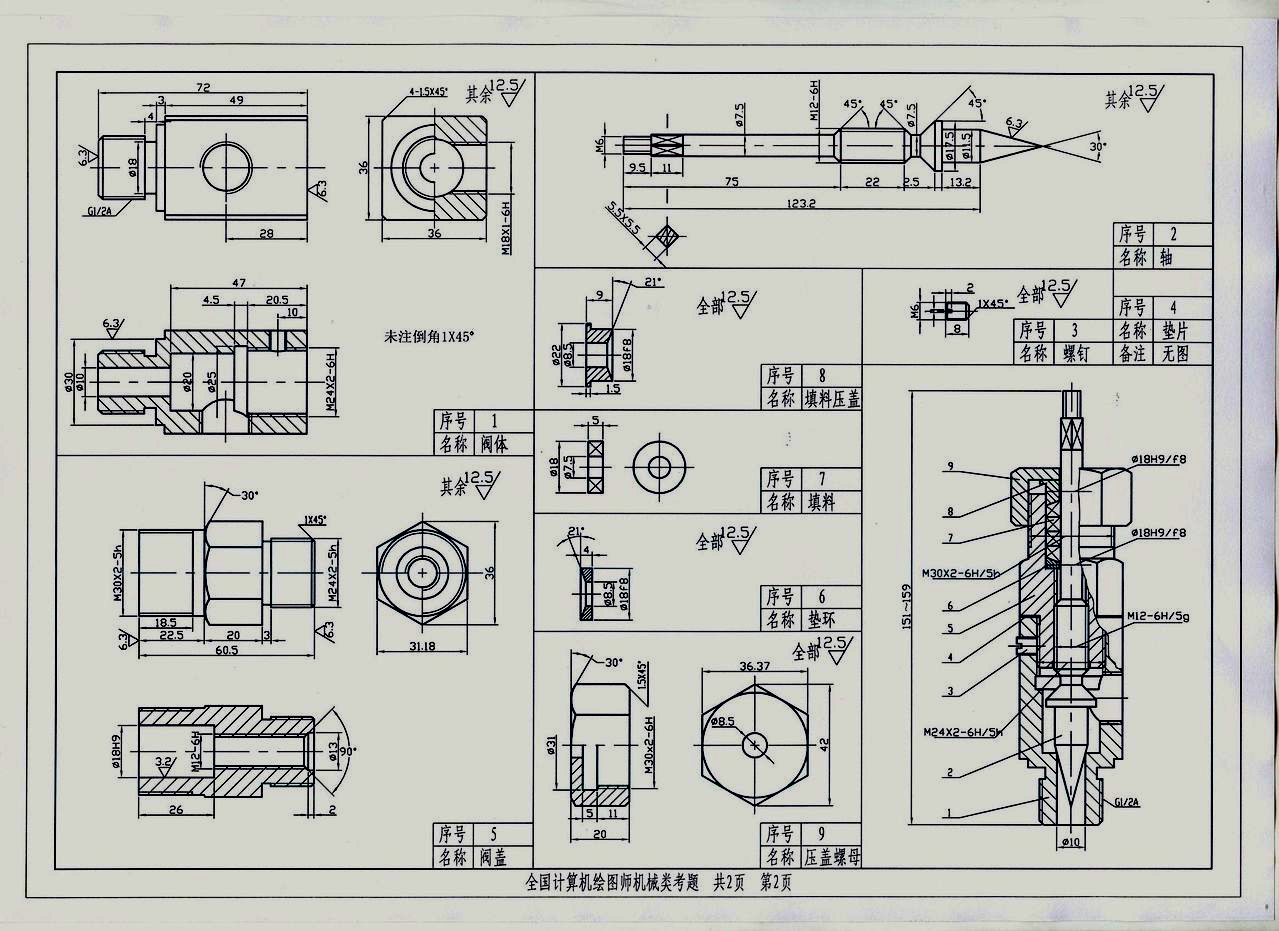 72
3
49
4
6.3
Ø18
G1/2A
6.3
28
4-1.5X45°
其余 12.5
36
36
M18X1-6H
47
4.5
20.5
10
6.3
Ø30
Ø10
Ø20
Ø25
M24X2-6H
未注倒角1X45°
序号 1
名称 阀体
其余 12.5
M6
9.5
11
Ø7.5
M12-6H
45°
45°
Ø7.5
45°
Ø17.5
Ø11.5
6.3
30°
75
22
2.5
13.2
123.2
5.5X5.5
序号 2
名称 轴
9
21°
全部 12.5
Ø22
Ø8.5
Ø18f8
1.5
序号 8
名称 填料压盖
2
M6
1X45°
8
全部 12.5
序号 3
名称 螺钉
序号 4
名称 垫片
备注 无图
5
Ø18
Ø7.5
序号 7
名称 填料
21°
4
全部 12.5
Ø8.5
Ø18f8
序号 6
名称 垫环
30°
其余 12.5
1X45°
M30X2-5h
M24X2-5h
36
18.5
22.5
20
3
60.5
6.3
6.3
31.18
Ø18H9
3.2
M12-6H
Ø13
90°
26
2
序号 5
名称 阀盖
30°
1.5X45°
全部 12.5
36.37
Ø31
M30x2-6H
Ø8.5
42
5
11
20
序号 9
名称 压盖螺母
151~159
9
8
7
M30X2-6H/5h
6
5
4
3
M24X2-6H/5h
2
1
Ø18H9/f8
Ø18H9/f8
M12-6H/5g
G1/2A
Ø10
全国计算机绘图师机械类考题 共2页 第2页